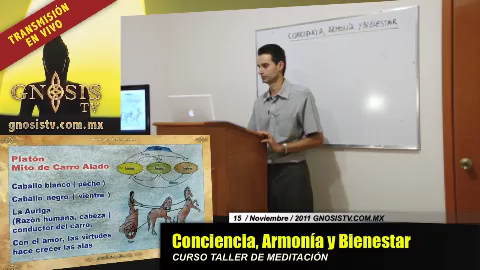 TRANSMISIÓN
EN VIVO
GNOSIS
TV
gnosistv.com.mx
CONCIENCIA, ARMONÍA Y BIENESTAR
Platón
Mito de Carro Alado
Caballo blanco ( pecho )
Caballo negro ( vientre )
La Auriga
(Razón humana, cabeza )
conductor del carro.
Con el amor, las virtudes
hace crecer las alas
15 / Noviembre / 2011 GNOSISTV.COM.MX
Conciencia, Armonía y Bienestar
CURSO TALLER DE MEDITACIÓN